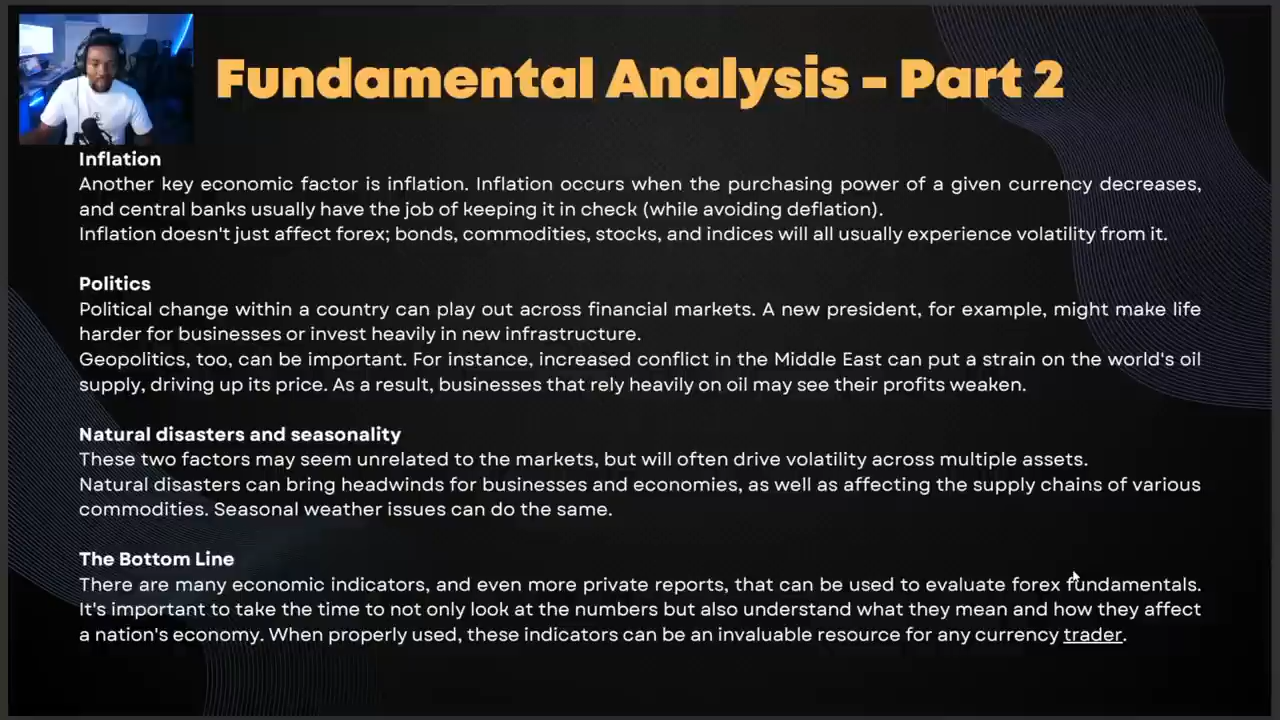 Fundamental Analysis – Part 2
Inflation
Another key economic factor is inflation. Inflation occurs when the purchasing power of a given currency decreases,
and central banks usually have the job of keeping it in check (while avoiding deflation).
Inflation doesn't just affect forex; bonds, commodities, stocks, and indices will all usually experience volatility from it.
Politics
Political change within a country can play out across financial markets. A new president, for example, might make life
harder for businesses or invest heavily in new infrastructure.
Geopolitics, too, can be important. For instance, increased conflict in the Middle East can put a strain on the world's oil
supply, driving up its price. As a result, businesses that rely heavily on oil may see their profits weaken.
Natural disasters and seasonality
These two factors may seem unrelated to the markets, but will often drive volatility across multiple assets.
Natural disasters can bring headwinds for businesses and economies, as well as affecting the supply chains of various
commodities. Seasonal weather issues can do the same.
The Bottom Line
There are many economic indicators, and even more private reports, that can be used to evaluate forex fundamentals.
It's important to take the time to not only look at the numbers but also understand what they mean and how they affect
a nation's economy. When properly used, these indicators can be an invaluable resource for any currency trader.